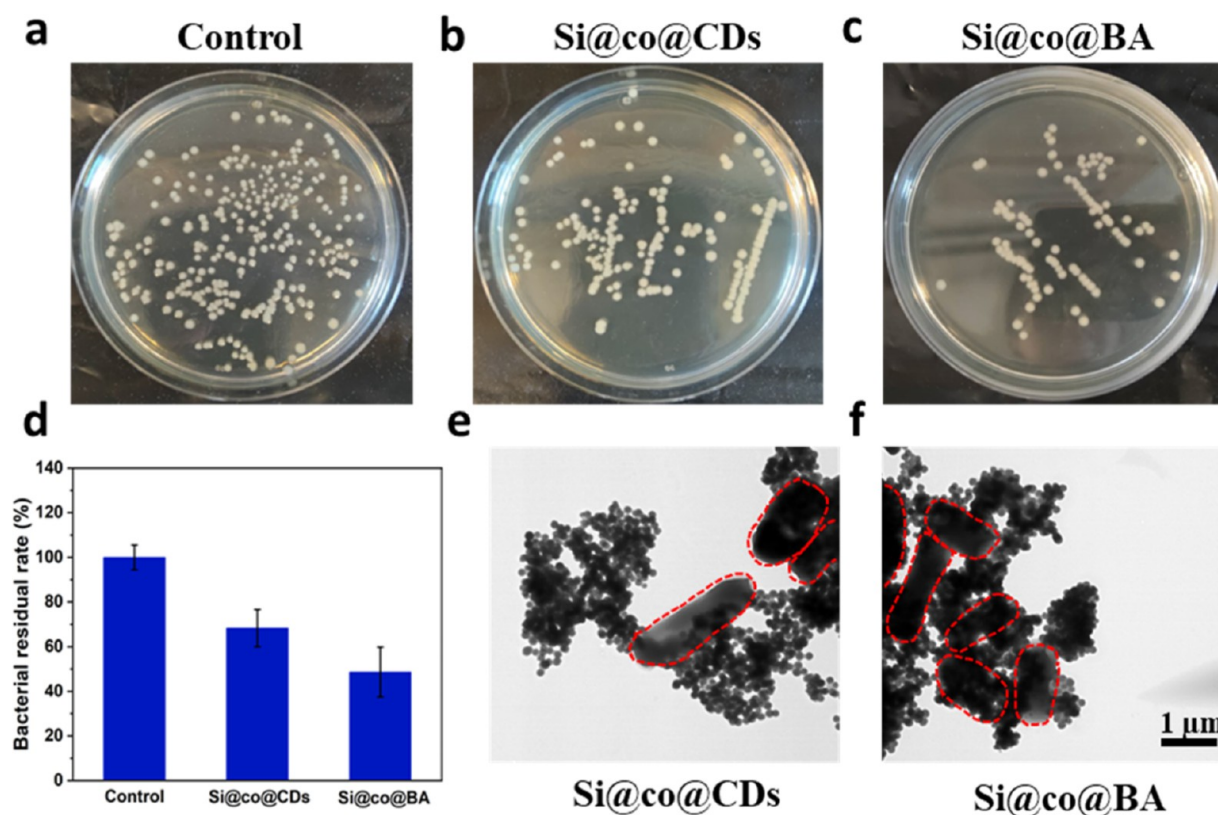 a
Control
b
Si@co@CDs
c
Si@co@BA
d
Bacterial residual rate (%)
140
120
100
80
60
40
20
0
Control
Si@co@CDs
Si@co@BA
e
Si@co@CDs
f
1 µm
Si@co@BA